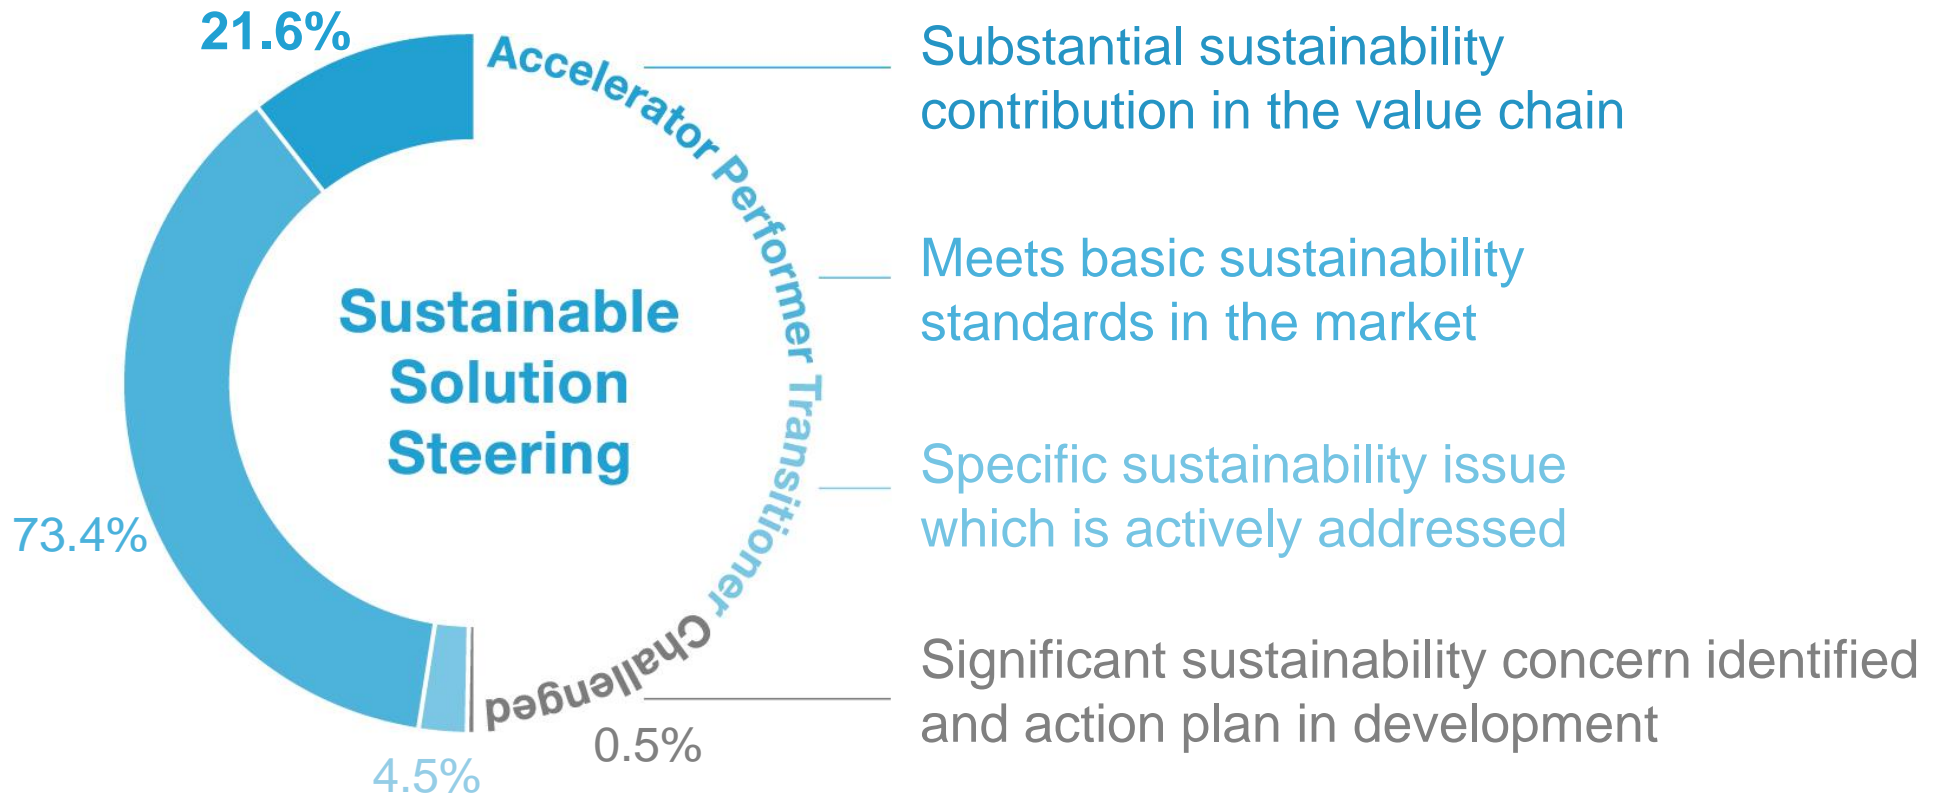 21.6%
Accelerator Performer Transitioner Challenged
Substantial sustainability
contribution in the value chain
Sustainable
Solution
Steering
Meets basic sustainability
standards in the market
73.4%
Specific sustainability issue
which is actively addressed
Significant sustainability concern identified
and action plan in development
0.5%
4.5%